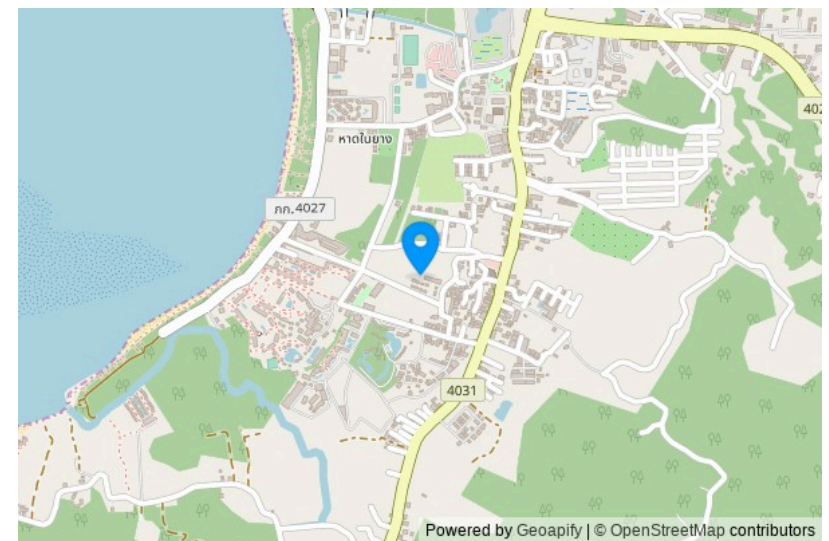 402
หาดในยาง
ภก.4027
4031
Powered by Geoapify | © OpenStreetMap contributors